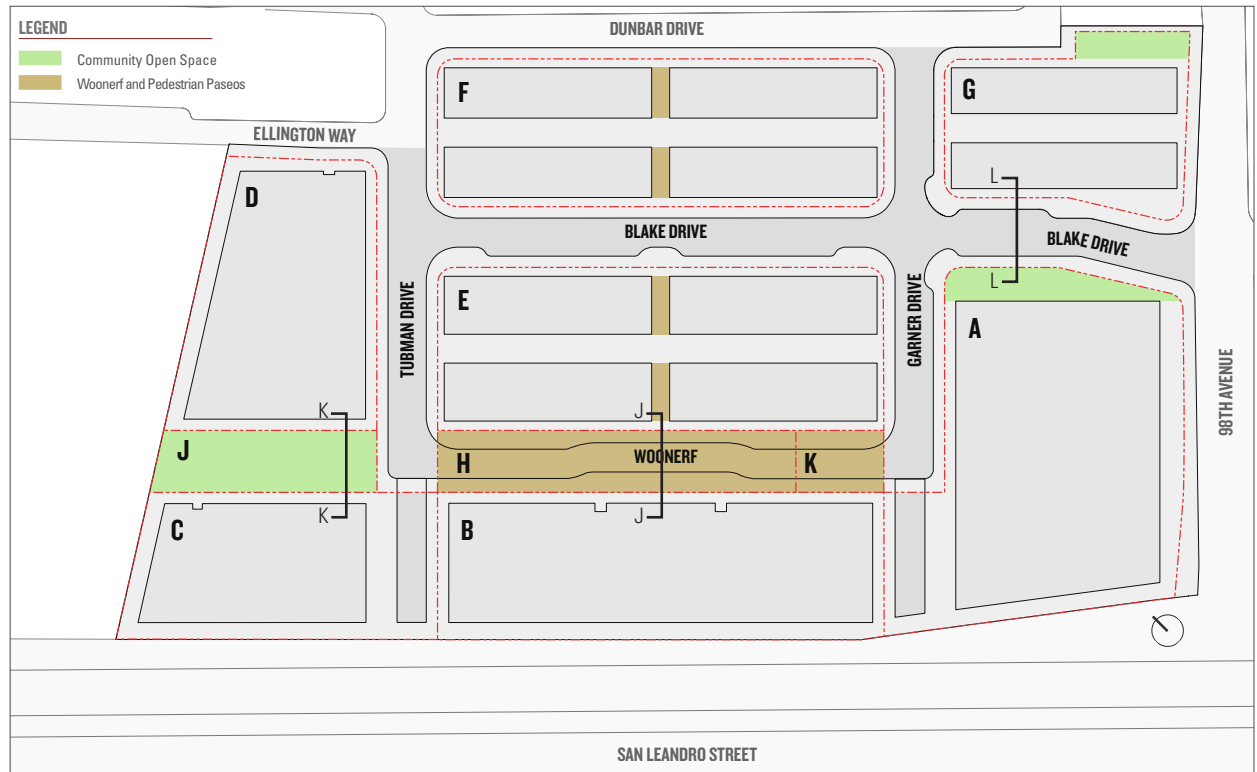 LEGEND
Community Open Space
Woonerf and Pedestrian Paseos
DUNBAR DRIVE
ELLINGTON WAY
F
G
D
L
BLAKE DRIVE
BLAKE DRIVE
L
E
A
TUBMAN DRIVE
GARNER DRIVE
98TH AVENUE
K
J
J
H
WOONERF
K
C
K
B
J
SAN LEANDRO STREET